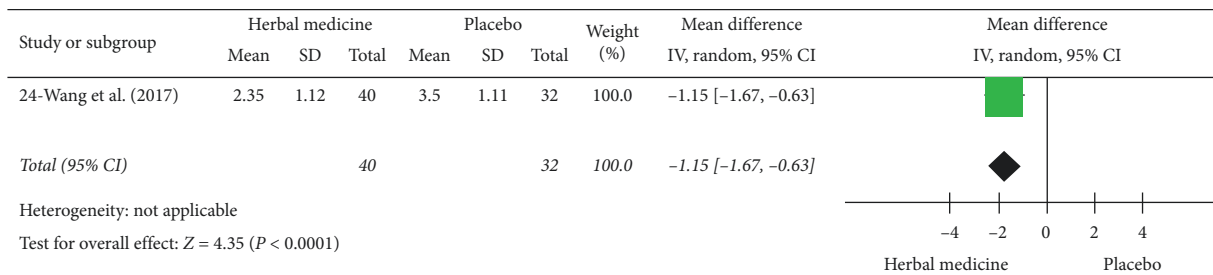 Study or subgroup Herbal medicine Placebo Weight (%) Mean difference Mean difference
Mean SD Total Mean SD Total IV, random, 95% CI IV, random, 95% CI
24-Wang et al. (2017) 2.35 1.12 40 3.5 1.11 32 100.0 –1.15 [–1.67, –0.63]
Total (95% CI) 40 32 100.0 –1.15 [–1.67, –0.63]
Heterogeneity: not applicable
Test for overall effect: Z = 4.35 (P < 0.0001)
–4 –2 0 2 4
Herbal medicine Placebo